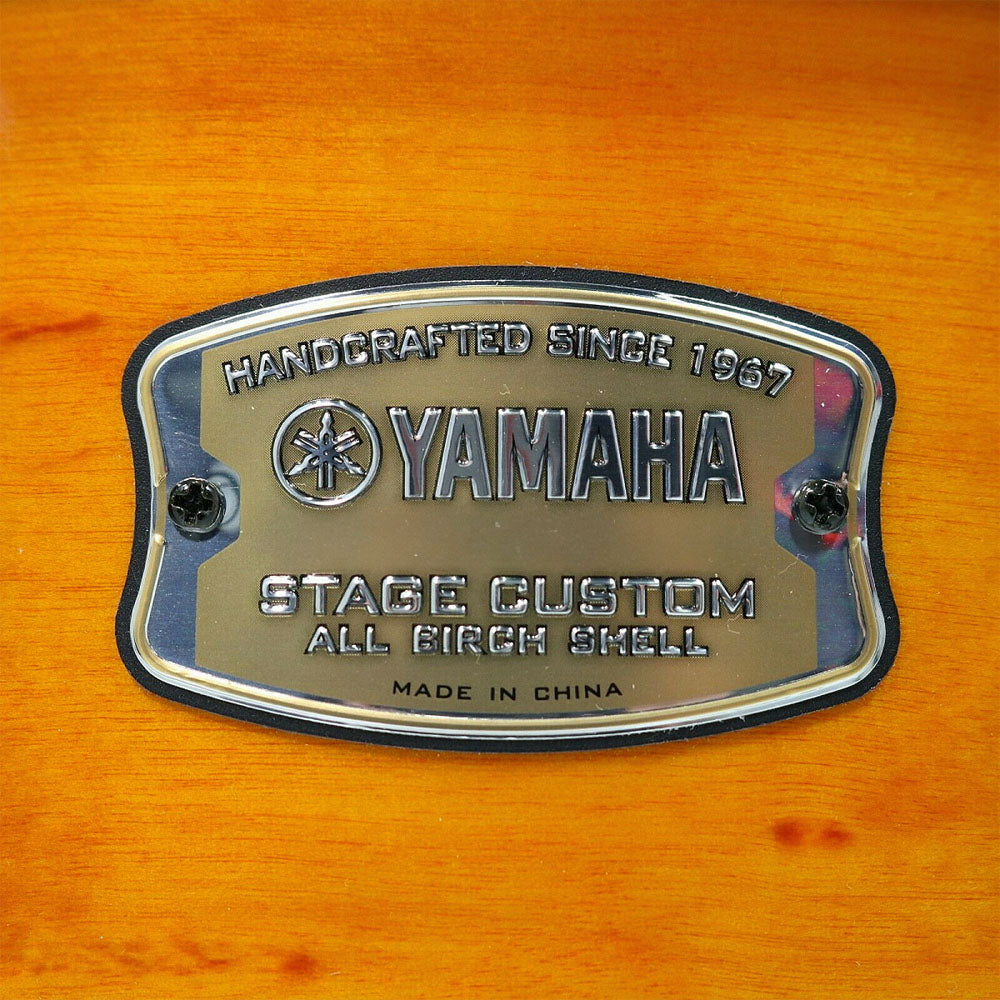 HANDCRAFTED SINCE 1967
YAMAHA
STAGE CUSTOM
ALL BIRCH SHELL
MADE IN CHINA